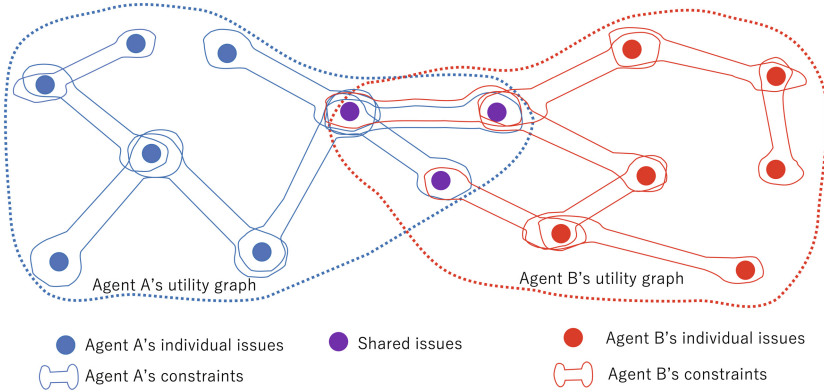 Agent A's utility graph
Agent B's utility graph
Agent A's individual issues
Shared issues
Agent B's individual issues
Agent A's constraints
Agent B's constraints